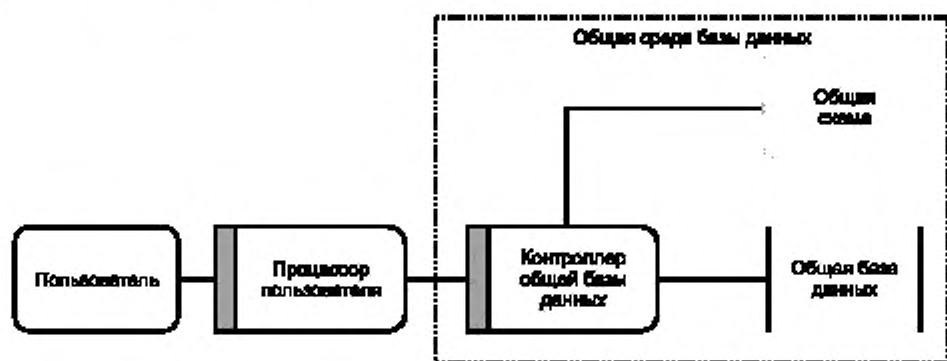 Общая среда базы данных
Общая
схема
Пользователь
Процессор
пользователя
Контроллер
общей базы
данных
Общая база
данных